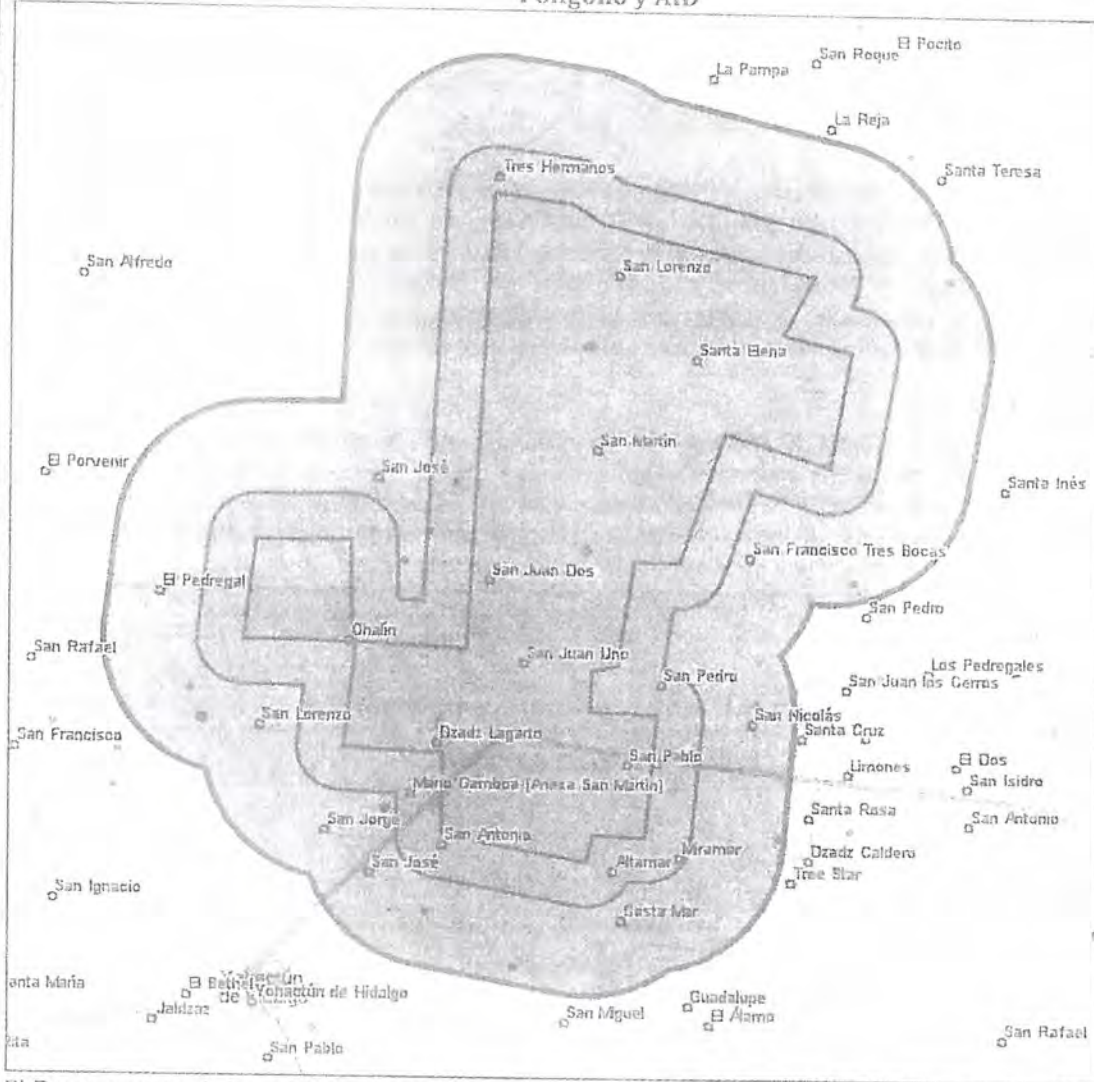 Polígono y AID
El Pocito
San Roque
La Pampa
La Reja
Tres Hermanos
Santa Teresa
San Alfredo
San Lorenzo
Santa Elena
San Martín
El Porvenir
San José
Santa Inés
San Francisco Tres Bocas
El Pedregal
San Juan Dos
San Pedro
Chalín
San Rafael
San Juan Uno
Los Pedregales
San Pedro
San Juan los Cerros
San Lorenzo
San Nicolás
San Francisco
Dzadz Lagarto
Santa Cruz
San Pablo
El Dos
Limones
Mario Gamboa (Anexa San Martín)
San Isidro
San Jorge
San Antonio
Santa Rosa
San Antonio
San José
Altamar
Miramar
Dzadz Caldera
Tree Star
San Ignacio
Costa Mar
anta María
El Bethel
Yohactún de Hidalgo
Guadalupe
Jaldzaz
San Miguel
El Álamo
San Pablo
San Rafael